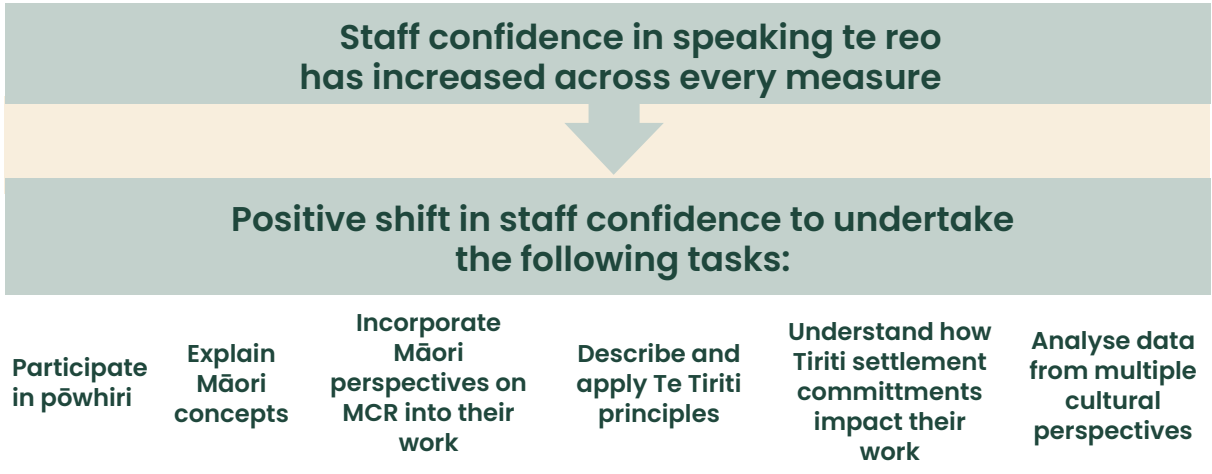 Staff confidence in speaking te reo
has increased across every measure
Positive shift in staff confidence to undertake
the following tasks:
Participate
in pōwhiri
Explain
Māori
concepts
Incorporate
Māori
perspectives on
MCR into their
work
Describe and
apply Te Tiriti
principles
Understand how
Tiriti settlement
committments
impact their
work
Analyse data
from multiple
cultural
perspectives